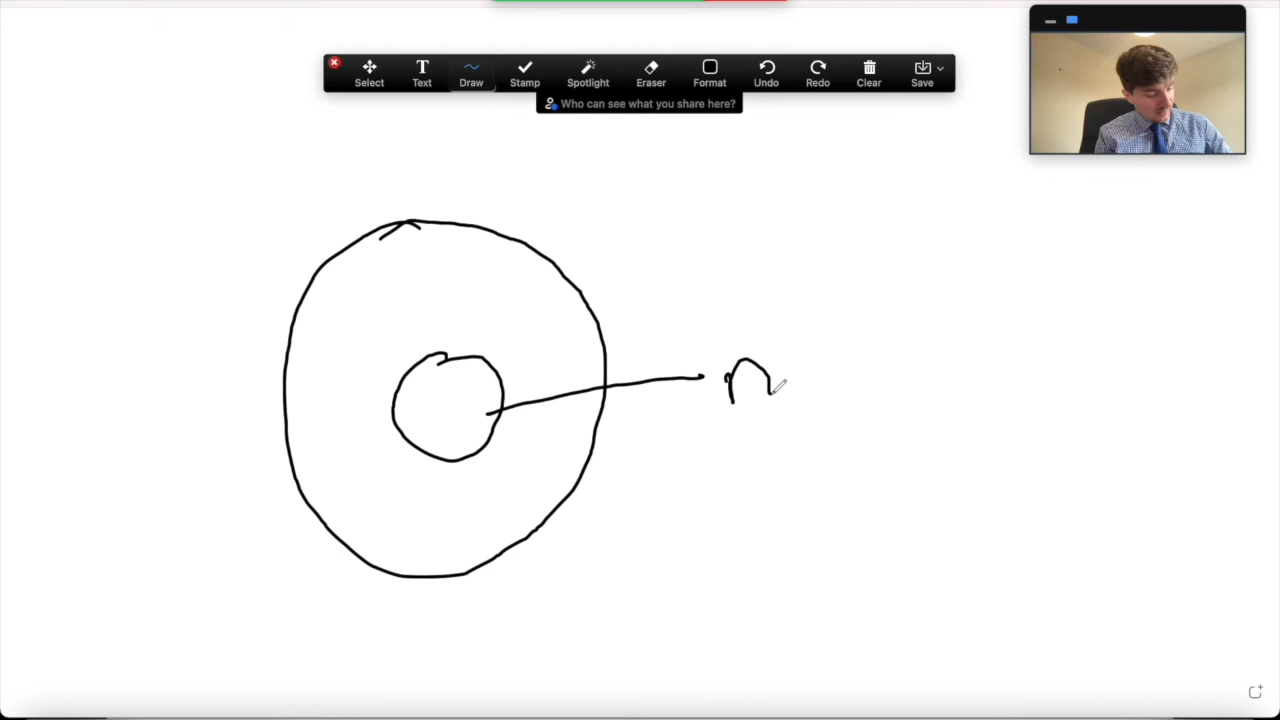 Select Text Draw Stamp Spotlight Eraser Format Undo Redo Clear Save
Who can see what you share here?
n